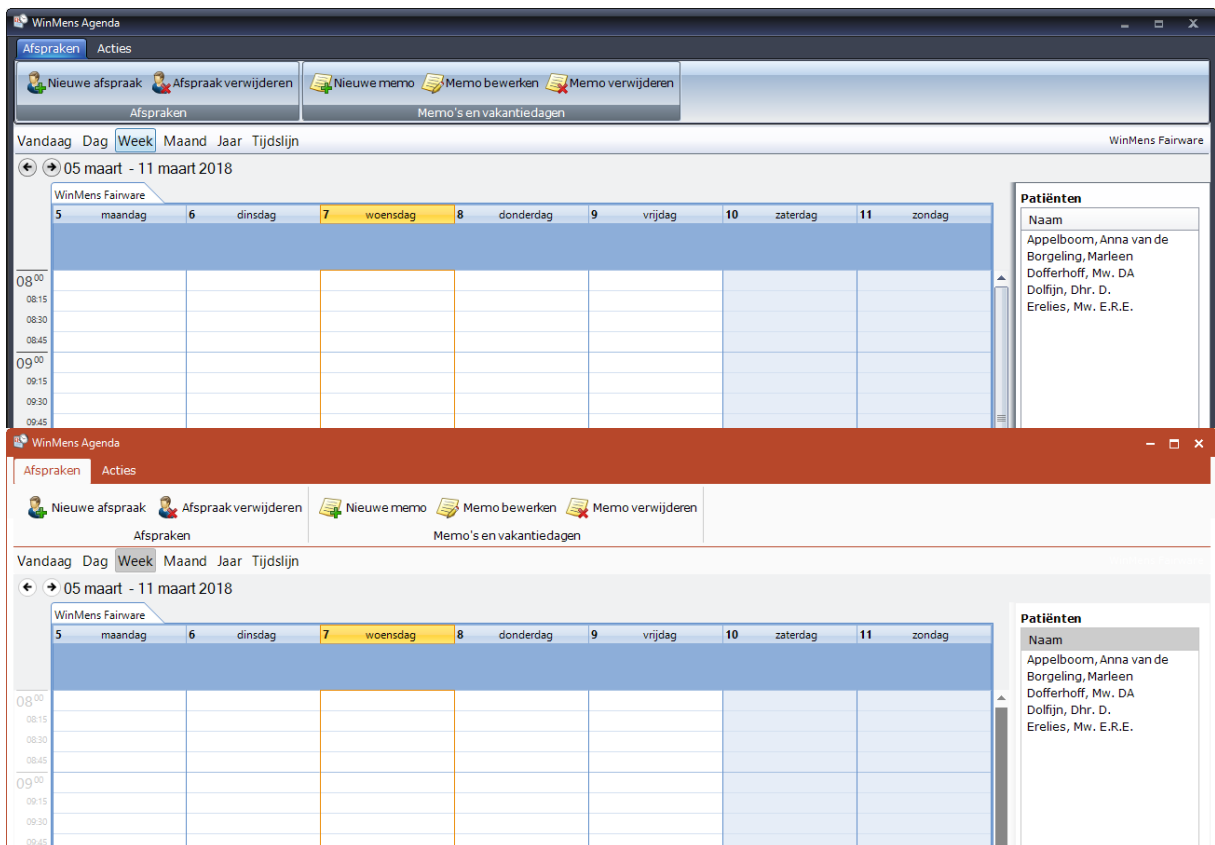 WinMens Agenda
Afspraken Acties
Nieuwe afspraak Afspraak verwijderen Nieuwe memo Memo bewerken Memo verwijderen
Afspraken Memo's en vakantiedagen
Vandaag Dag Week Maand Jaar Tijdslijn WinMens Fairware
05 maart - 11 maart 2018
WinMens Fairware
5 maandag 6 dinsdag 7 woensdag 8 donderdag 9 vrijdag 10 zaterdag 11 zondag
08 00
08:15
08:30
08:45
09 00
09:15
09:30
09:45
Patiënten
Naam
Appelboom, Anna van de
Borgeling, Marleen
Dofferhoff, Mw. DA
Dolfijn, Dhr. D.
Erelies, Mw. E.R.E.
WinMens Agenda
Afspraken Acties
Nieuwe afspraak Afspraak verwijderen Nieuwe memo Memo bewerken Memo verwijderen
Afspraken Memo's en vakantiedagen
Vandaag Dag Week Maand Jaar Tijdslijn
05 maart - 11 maart 2018
WinMens Fairware
5 maandag 6 dinsdag 7 woensdag 8 donderdag 9 vrijdag 10 zaterdag 11 zondag
08 00
08:15
08:30
08:45
09 00
09:15
09:30
09:45
Patiënten
Naam
Appelboom, Anna van de
Borgeling, Marleen
Dofferhoff, Mw. DA
Dolfijn, Dhr. D.
Erelies, Mw. E.R.E.